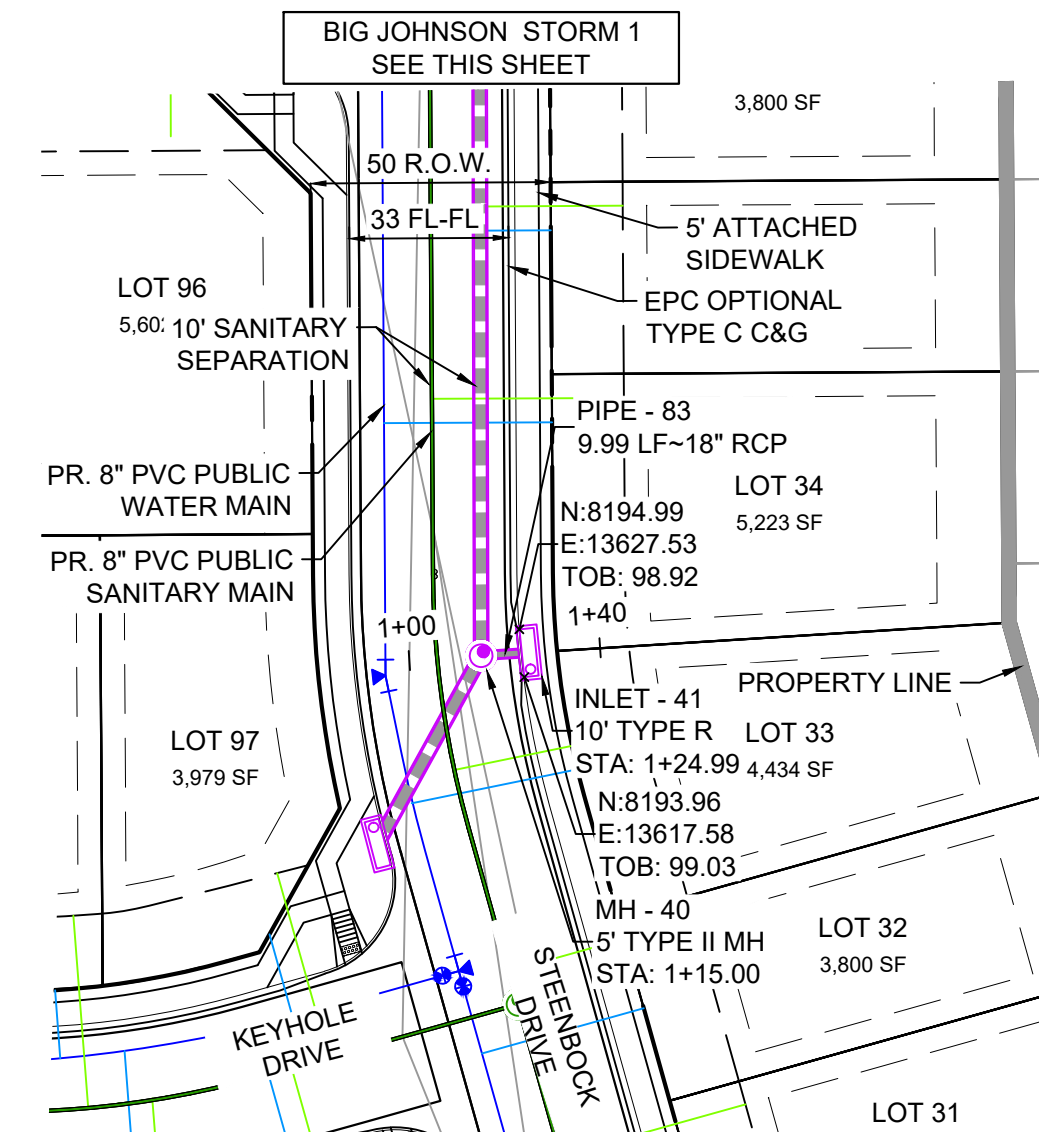 BIG JOHNSON STORM 1
SEE THIS SHEET
3,800 SF
50 R.O.W.
33 FL-FL
5' ATTACHED
SIDEWALK
LOT 96
5,602
10' SANITARY
SEPARATION
EPC OPTIONAL
TYPE C C&G
PIPE - 83
9.99 LF~18" RCP
PR. 8" PVC PUBLIC
WATER MAIN
LOT 34
5,223 SF
N:8194.99
E:13627.53
TOB: 98.92
PR. 8" PVC PUBLIC
SANITARY MAIN
1+00
1+40
PROPERTY LINE
INLET - 41
10' TYPE R
STA: 1+24.99
LOT 33
4,434 SF
LOT 97
3,979 SF
N:8193.96
E:13617.58
TOB: 99.03
MH - 40
5' TYPE II MH
STA: 1+15.00
LOT 32
3,800 SF
KEYHOLE
DRIVE
STEENBOCK
DRIVE
LOT 31